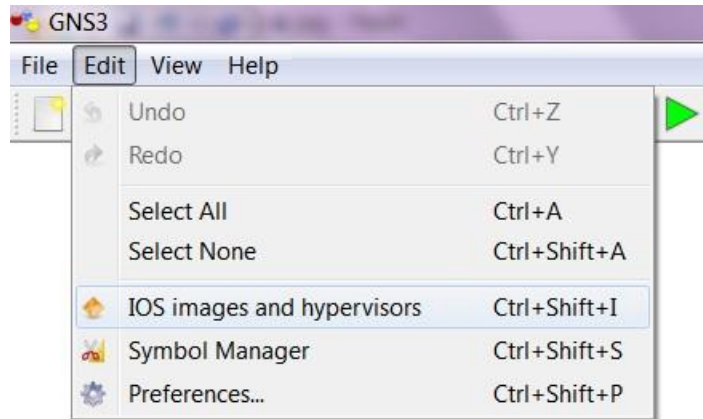 GNS3
File Edit View Help
Undo Ctrl+Z
Redo Ctrl+Y
Select All Ctrl+A
Select None Ctrl+Shift+A
IOS images and hypervisors Ctrl+Shift+I
Symbol Manager Ctrl+Shift+S
Preferences... Ctrl+Shift+P